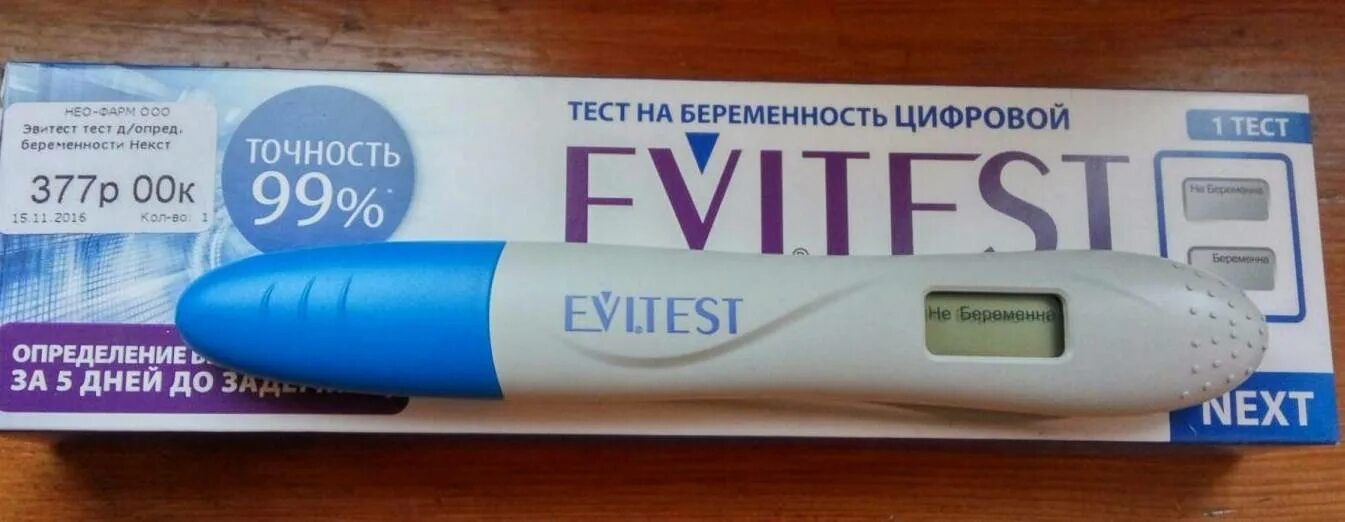 НЕО-ФАРМ ООО
Эвитест тест д/опред.
беременности Некст
377р 00к
15.11.2016 Кол-во: 1
ТОЧНОСТЬ
99%
ТЕСТ НА БЕРЕМЕННОСТЬ ЦИФРОВОЙ
EVITEST
®
1 ТЕСТ
Не Беременна
Беременна
EVITEST
Не Беременна
ОПРЕДЕЛЕНИЕ
ЗА 5 ДНЕЙ ДО
NEXT